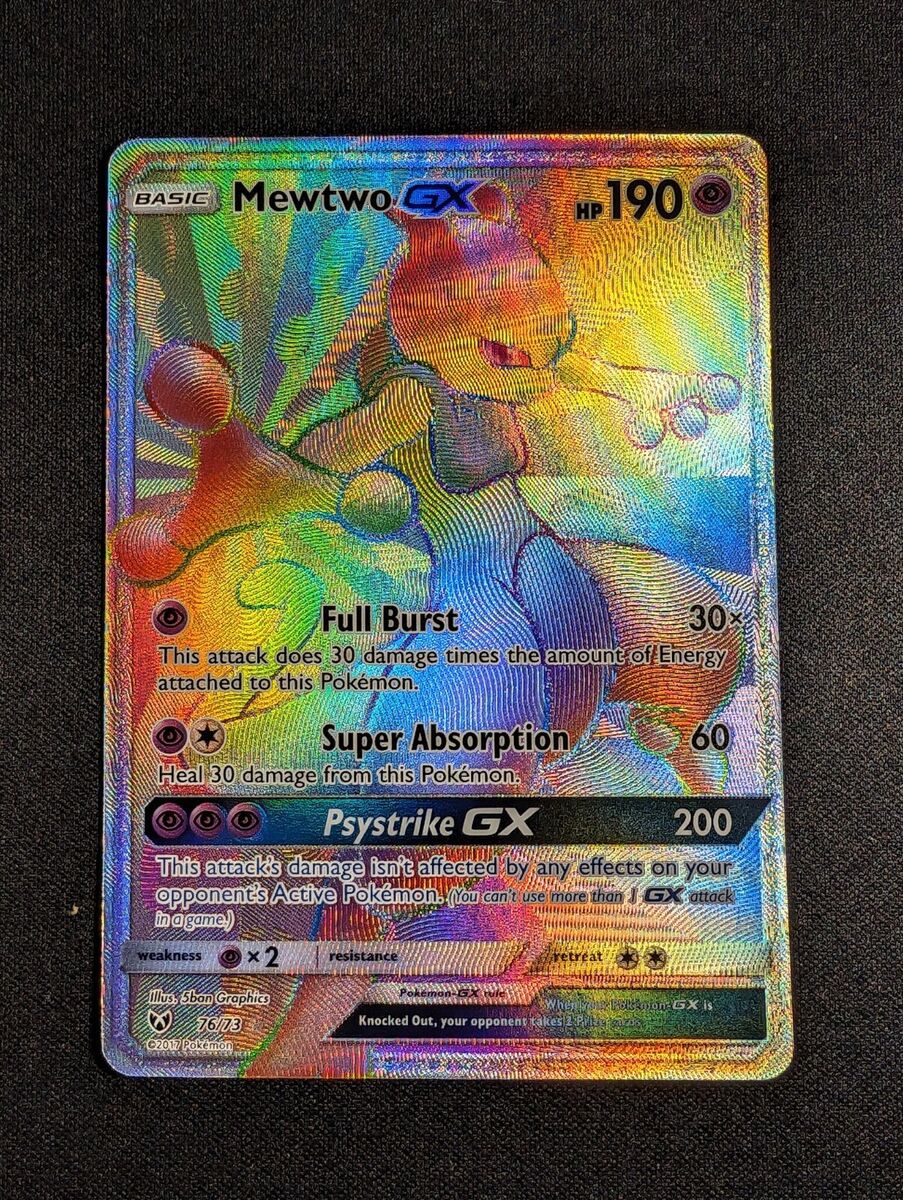 BASIC Mewtwo GX HP 190
Full Burst 30×
This attack does 30 damage times the amount of Energy
attached to this Pokémon.
Super Absorption 60
Heal 30 damage from this Pokémon.
Psystrike GX 200
This attack's damage isn't affected by any effects on your
opponent's Active Pokémon. (You can't use more than 1 GX attack
in a game.)
weakness ×2 resistance retreat
Illus. 5ban Graphics
76/73
©2017 Pokémon
Pokémon-GX rule
When your Pokémon-GX is
Knocked Out, your opponent takes 2 Prize cards.